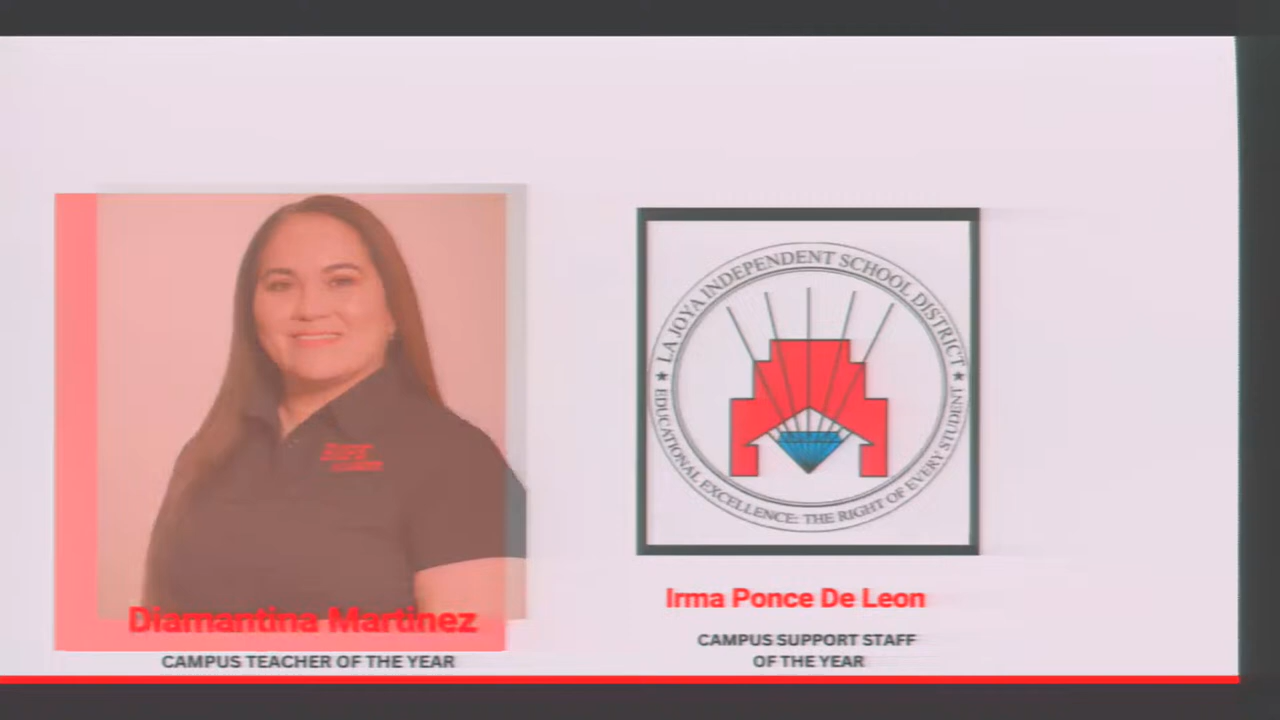 LA JOYA INDEPENDENT SCHOOL DISTRICT
EDUCATIONAL EXCELLENCE: THE RIGHT OF EVERY STUDENT
Diamantina Martinez
CAMPUS TEACHER OF THE YEAR
Irma Ponce De Leon
CAMPUS SUPPORT STAFF
OF THE YEAR